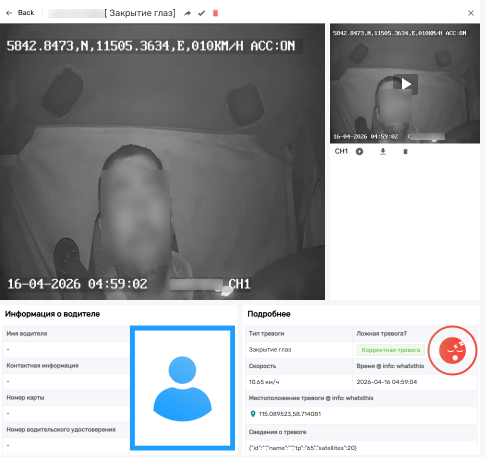 Back
[ Закрытие глаз]
5842.8473,N,11505.3634,E,010KM/H ACC:ON
16-04-2026 04:59:02 CH1
5842.8473,N,11505.3634,E,010KM/H ACC:ON
16-04-2026 04:59:02
CH1
Информация о водителе
Имя водителя
-
Контактная информация
-
Номер карты
-
Номер водительского удостоверения
-
Подробнее
Тип тревоги Ложная тревога?
Закрытие глаз Корректная тревога
Скорость Время @ info: whatsthis
10.65 км/ч 2026-04-16 04:59:04
Местоположение тревоги @ info: whatsthis
115.089523,58.714081
Сведения о тревоге
{"id":"","name":"","tp":"65","satellites":20}